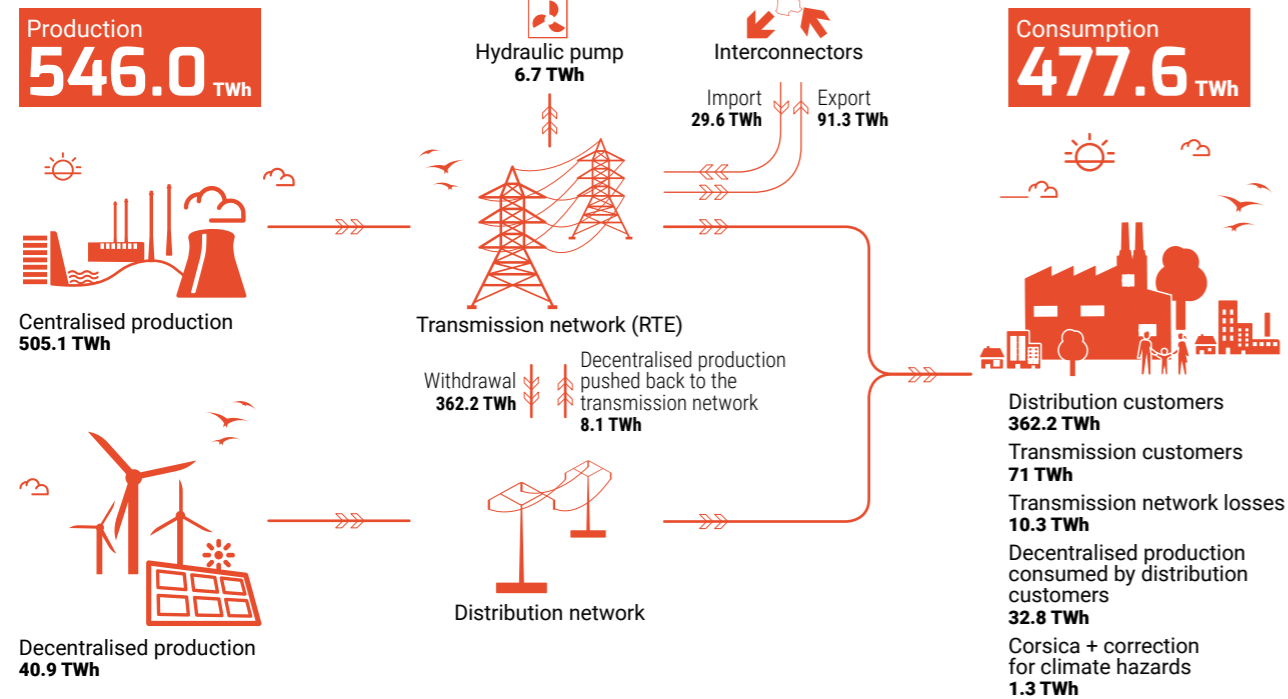 Production
546.0 TWh
Hydraulic pump
6.7 TWh
Interconnectors
Import
29.6 TWh
Export
91.3 TWh
Consumption
477.6 TWh
Centralised production
505.1 TWh
Transmission network (RTE)
Withdrawal
362.2 TWh
Decentralised production
pushed back to the
transmission network
8.1 TWh
Distribution network
Decentralised production
40.9 TWh
Distribution customers
362.2 TWh
Transmission customers
71 TWh
Transmission network losses
10.3 TWh
Decentralised production
consumed by distribution
customers
32.8 TWh
Corsica + correction
for climate hazards
1.3 TWh